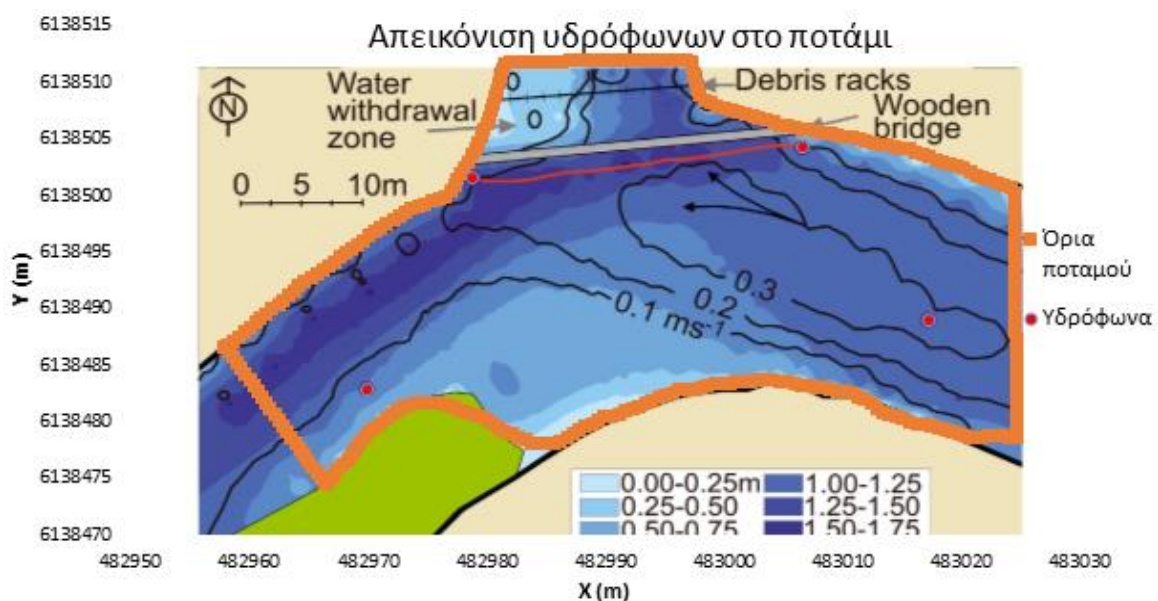 Απεικόνιση υδρόφωνων στο ποτάμι
6138515
6138510
6138505
6138500
6138495
6138490
6138485
6138480
6138475
6138470
Y (m)
N
Water
withdrawal
zone
0
0
Debris racks
Wooden
bridge
0 5 10m
0.3
0.2
0.1 ms⁻¹
Όρια
ποταμού
Υδρόφωνα
0.00-0.25m 1.00-1.25
0.25-0.50 1.25-1.50
0.50-0.75 1.50-1.75
482950 482960 482970 482980 482990 483000 483010 483020 483030
X (m)